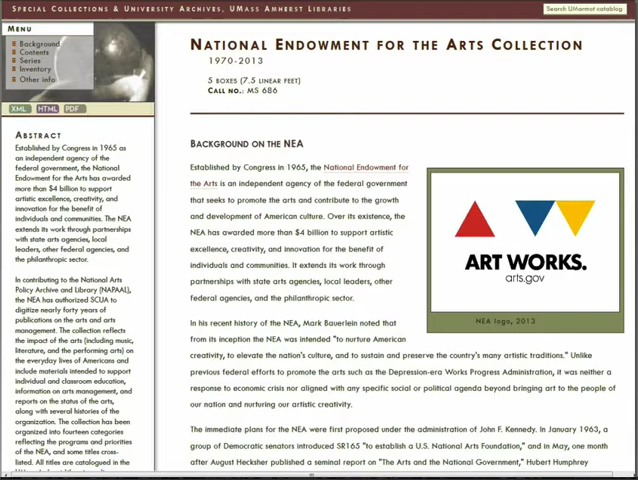 SPECIAL COLLECTIONS & UNIVERSITY ARCHIVES, UMASS AMHERST LIBRARIES
Search UMarmot catablog
MENU
Background
Contents
Series
Inventory
Other info
XML HTML PDF
ABSTRACT
Established by Congress in 1965 as
an independent agency of the
federal government, the National
Endowment for the Arts has awarded
more than $4 billion to support
artistic excellence, creativity, and
innovation for the benefit of
individuals and communities. The NEA
extends its work through partnerships
with state arts agencies, local
leaders, other federal agencies, and
the philanthropic sector.
In contributing to the National Arts
Policy Archive and Library (NAPAAL),
the NEA has authorized SCUA to
digitize nearly forty years of
publications on the arts and arts
management. The collection reflects
the impact of the arts (including music,
literature, and the performing arts) on
the everyday lives of Americans and
include materials intended to support
individual and classroom education,
information on arts management, and
reports on the status of the arts,
along with several histories of the
organization. The collection has been
organized into fourteen categories
reflecting the programs and priorities
of the NEA, and some titles cross-
listed. All titles are catalogued in the
NATIONAL ENDOWMENT FOR THE ARTS COLLECTION
1970-2013
5 BOXES (7.5 LINEAR FEET)
CALL NO.: MS 686
BACKGROUND ON THE NEA
Established by Congress in 1965, the National Endowment for
the Arts is an independent agency of the federal government
that seeks to promote the arts and contribute to the growth
and development of American culture. Over its existence, the
NEA has awarded more than $4 billion to support artistic
excellence, creativity, and innovation for the benefit of
individuals and communities. It extends its work through
partnerships with state arts agencies, local leaders, other
federal agencies, and the philanthropic sector.
ART WORKS.
arts.gov
NEA logo, 2013
In his recent history of the NEA, Mark Bauerlein noted that
from its inception the NEA was intended "to nurture American
creativity, to elevate the nation's culture, and to sustain and preserve the country's many artistic traditions." Unlike
previous federal efforts to promote the arts such as the Depression-era Works Progress Administration, it was neither a
response to economic crisis nor aligned with any specific social or political agenda beyond bringing art to the people of
our nation and nurturing our artistic creativity.
The immediate plans for the NEA were first proposed under the administration of John F. Kennedy. In January 1963, a
group of Democratic senators introduced SR165 "to establish a U.S. National Arts Foundation," and in May, one month
after August Hecksher published a seminal report on "The Arts and the National Government," Hubert Humphrey